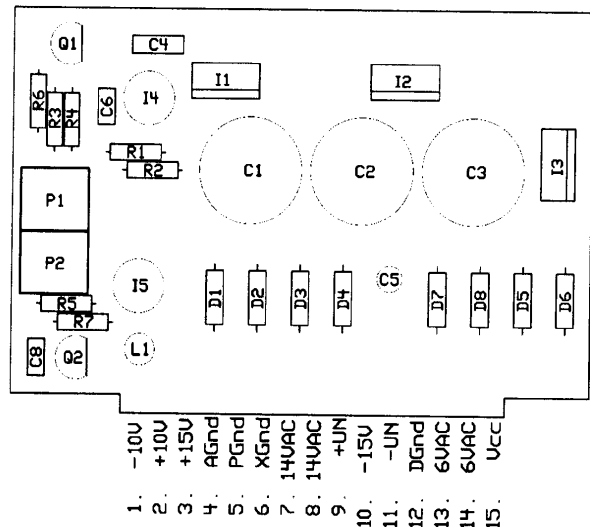 Q1
C4
I1
I2
R6
R3
R4
C6
I4
R1
R2
C1
C2
C3
I3
P1
P2
I5
D1
D2
D3
D4
C5
D7
D8
D5
D6
R5
R7
C8
Q2
L1
1. -10V
2. +10V
3. +15V
4. AGnd
5. PGnd
6. XGnd
7. 14VAC
8. 14VAC
9. +UN
10. -15V
11. -UN
12. DGnd
13. 6VAC
14. 6VAC
15. Vcc